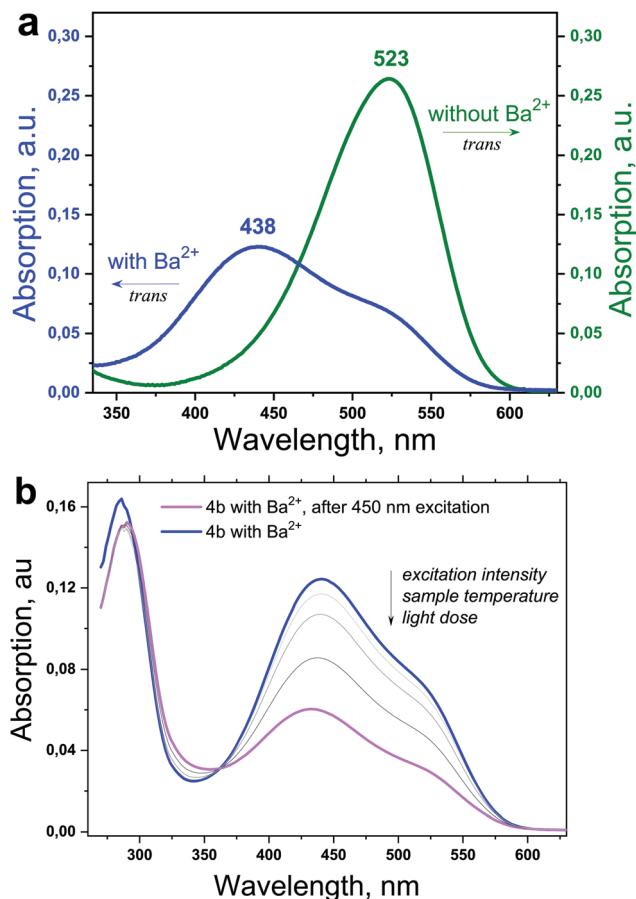 a
0,30
0,25
0,20
0,15
0,10
0,05
0,00
Absorption, a.u.
523
438
without Ba²⁺
trans
with Ba²⁺
trans
0,30
0,25
0,20
0,15
0,10
0,05
0,00
Absorption, a.u.
350 400 450 500 550 600
Wavelength, nm
b
0,16
0,12
0,08
0,04
0,00
Absorption, au
4b with Ba²⁺, after 450 nm excitation
4b with Ba²⁺
excitation intensity
sample temperature
light dose
300 350 400 450 500 550 600
Wavelength, nm